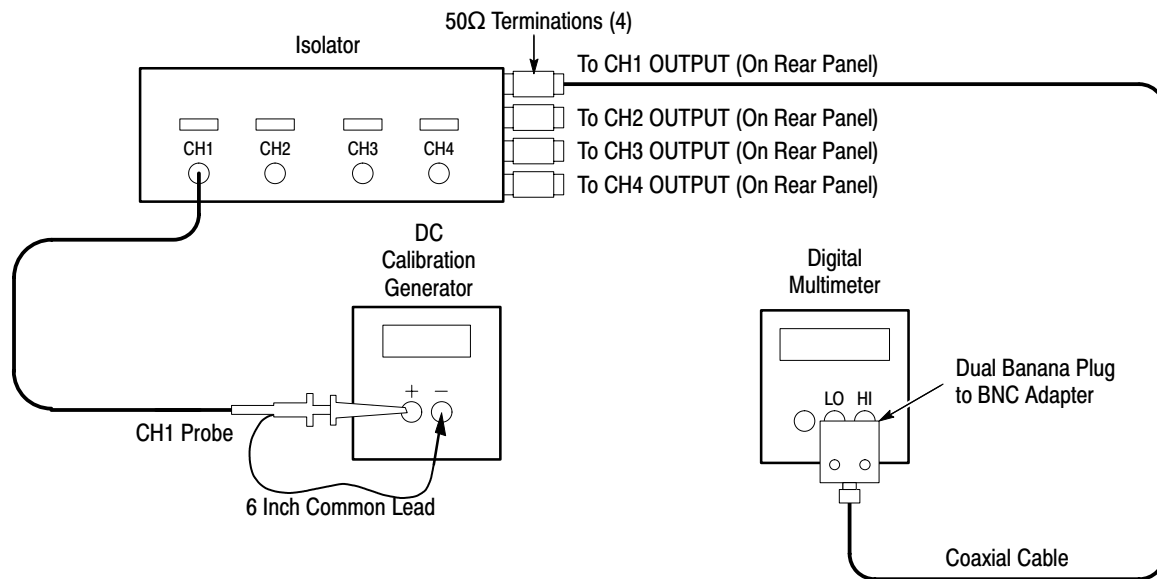 50Ω Terminations (4)
Isolator
To CH1 OUTPUT (On Rear Panel)
To CH2 OUTPUT (On Rear Panel)
To CH3 OUTPUT (On Rear Panel)
To CH4 OUTPUT (On Rear Panel)
CH1 CH2 CH3 CH4
DC
Calibration
Generator
+ −
CH1 Probe
6 Inch Common Lead
Digital
Multimeter
LO HI
Dual Banana Plug
to BNC Adapter
Coaxial Cable